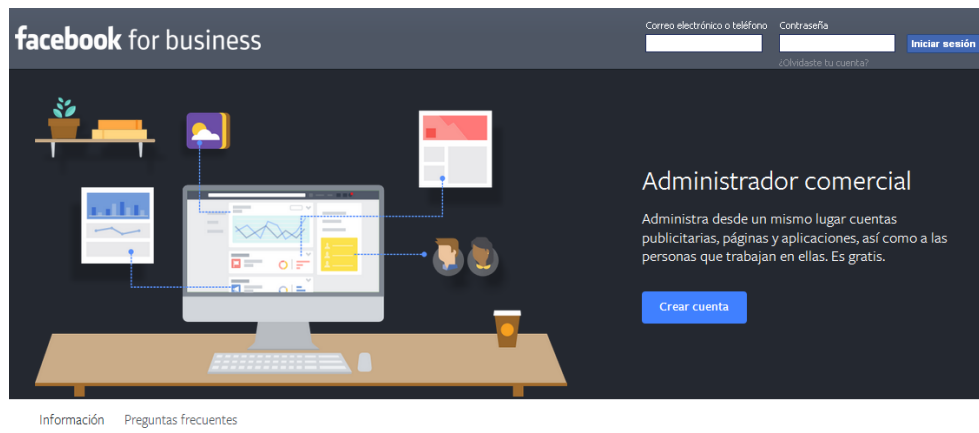 facebook for business
Correo electrónico o teléfono
Contraseña
Iniciar sesión
¿Olvidaste tu cuenta?
Administrador comercial
Administra desde un mismo lugar cuentas
publicitarias, páginas y aplicaciones, así como a las
personas que trabajan en ellas. Es gratis.
Crear cuenta
Información
Preguntas frecuentes